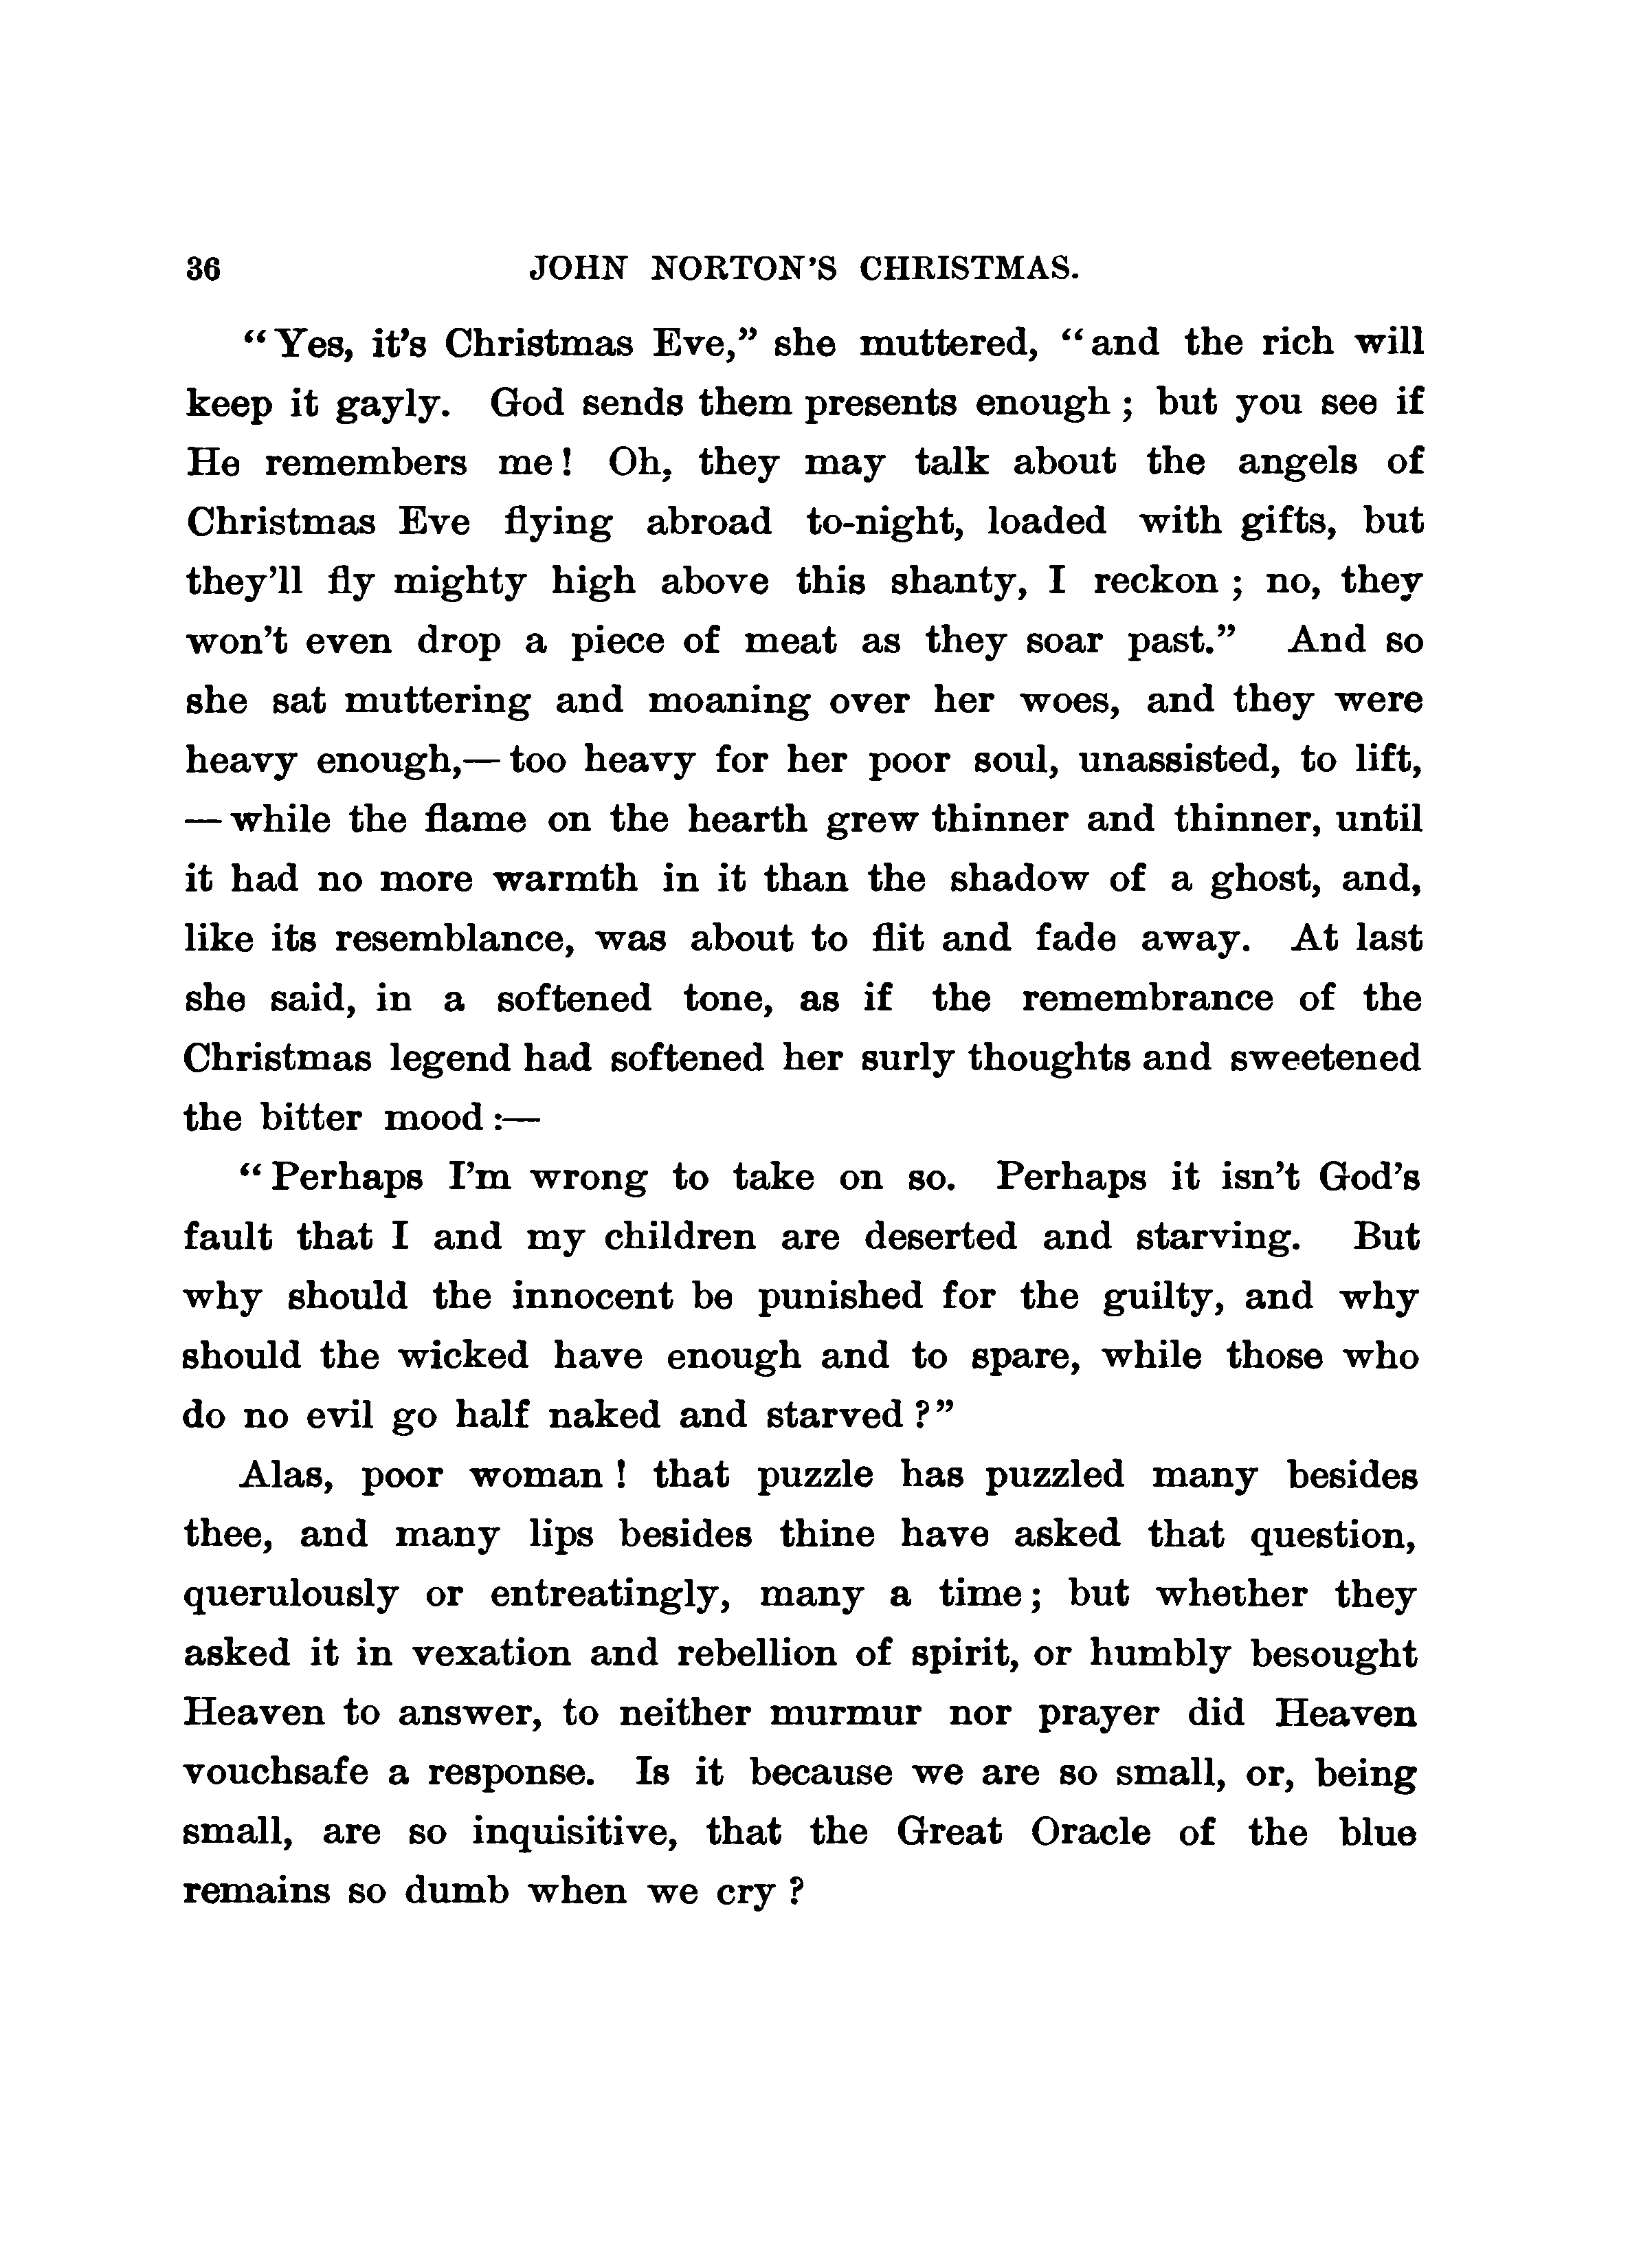 36 JOHN NORTON'S CHRISTMAS.
“Yes, it’s Christmas Eve,” she muttered, “and the rich will
keep it gayly. God sends them presents enough; but you see if
He remembers me! Oh, they may talk about the angels of
Christmas Eve flying abroad to-night, loaded with gifts, but
they’ll fly mighty high above this shanty, I reckon; no, they
won’t even drop a piece of meat as they soar past.” And so
she sat muttering and moaning over her woes, and they were
heavy enough,—too heavy for her poor soul, unassisted, to lift,
—while the flame on the hearth grew thinner and thinner, until
it had no more warmth in it than the shadow of a ghost, and,
like its resemblance, was about to flit and fade away. At last
she said, in a softened tone, as if the remembrance of the
Christmas legend had softened her surly thoughts and sweetened
the bitter mood:—
“Perhaps I’m wrong to take on so. Perhaps it isn’t God’s
fault that I and my children are deserted and starving. But
why should the innocent be punished for the guilty, and why
should the wicked have enough and to spare, while those who
do no evil go half naked and starved?”
Alas, poor woman! that puzzle has puzzled many besides
thee, and many lips besides thine have asked that question,
querulously or entreatingly, many a time; but whether they
asked it in vexation and rebellion of spirit, or humbly besought
Heaven to answer, to neither murmur nor prayer did Heaven
vouchsafe a response. Is it because we are so small, or, being
small, are so inquisitive, that the Great Oracle of the blue
remains so dumb when we cry?